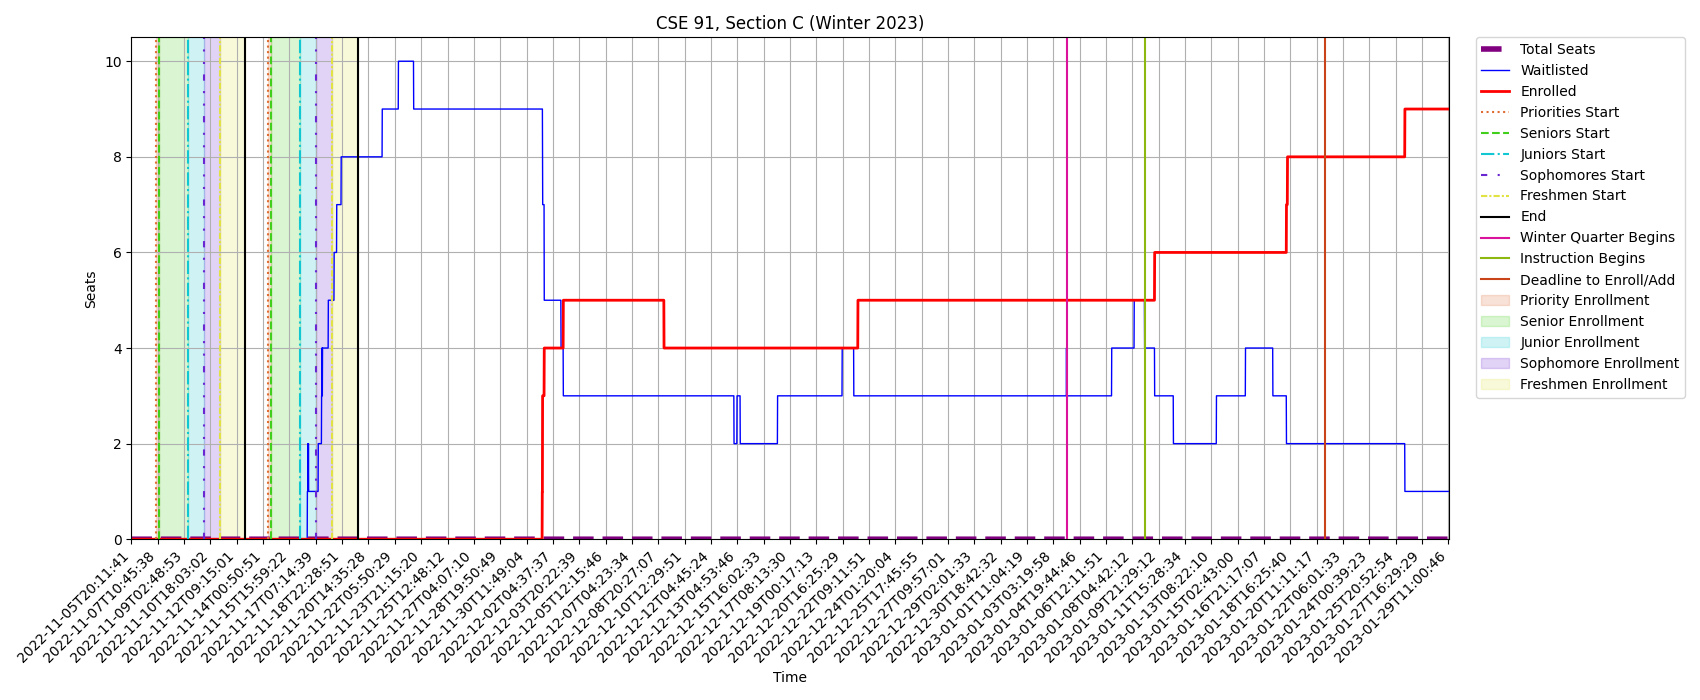 CSE 91, Section C (Winter 2023)
Seats
10
8
6
4
2
0
2022-11-05T20:11:41
2022-11-07T10:45:38
2022-11-09T02:48:53
2022-11-10T18:03:02
2022-11-12T09:15:01
2022-11-14T00:50:51
2022-11-15T15:59:22
2022-11-17T07:14:39
2022-11-18T22:28:51
2022-11-20T14:35:28
2022-11-22T05:50:29
2022-11-23T21:15:20
2022-11-25T12:48:12
2022-11-27T04:07:10
2022-11-28T19:50:49
2022-11-30T11:49:04
2022-12-02T04:37:37
2022-12-03T20:22:39
2022-12-05T12:15:46
2022-12-07T04:23:34
2022-12-08T20:27:07
2022-12-10T12:29:51
2022-12-12T04:45:24
2022-12-13T04:53:46
2022-12-15T16:02:33
2022-12-17T08:13:30
2022-12-19T00:17:13
2022-12-20T16:25:29
2022-12-22T09:11:51
2022-12-24T01:20:04
2022-12-25T17:45:55
2022-12-27T09:57:01
2022-12-29T02:01:33
2022-12-30T18:42:32
2023-01-01T11:04:19
2023-01-03T03:19:58
2023-01-04T19:44:46
2023-01-06T12:11:51
2023-01-08T04:42:12
2023-01-09T21:29:12
2023-01-11T15:28:34
2023-01-13T08:22:10
2023-01-15T02:43:00
2023-01-16T21:17:07
2023-01-18T16:25:40
2023-01-20T11:11:17
2023-01-22T06:01:33
2023-01-24T00:39:23
2023-01-25T20:52:54
2023-01-27T16:29:29
2023-01-29T11:00:46
Time
Total Seats
Waitlisted
Enrolled
Priorities Start
Seniors Start
Juniors Start
Sophomores Start
Freshmen Start
End
Winter Quarter Begins
Instruction Begins
Deadline to Enroll/Add
Priority Enrollment
Senior Enrollment
Junior Enrollment
Sophomore Enrollment
Freshmen Enrollment